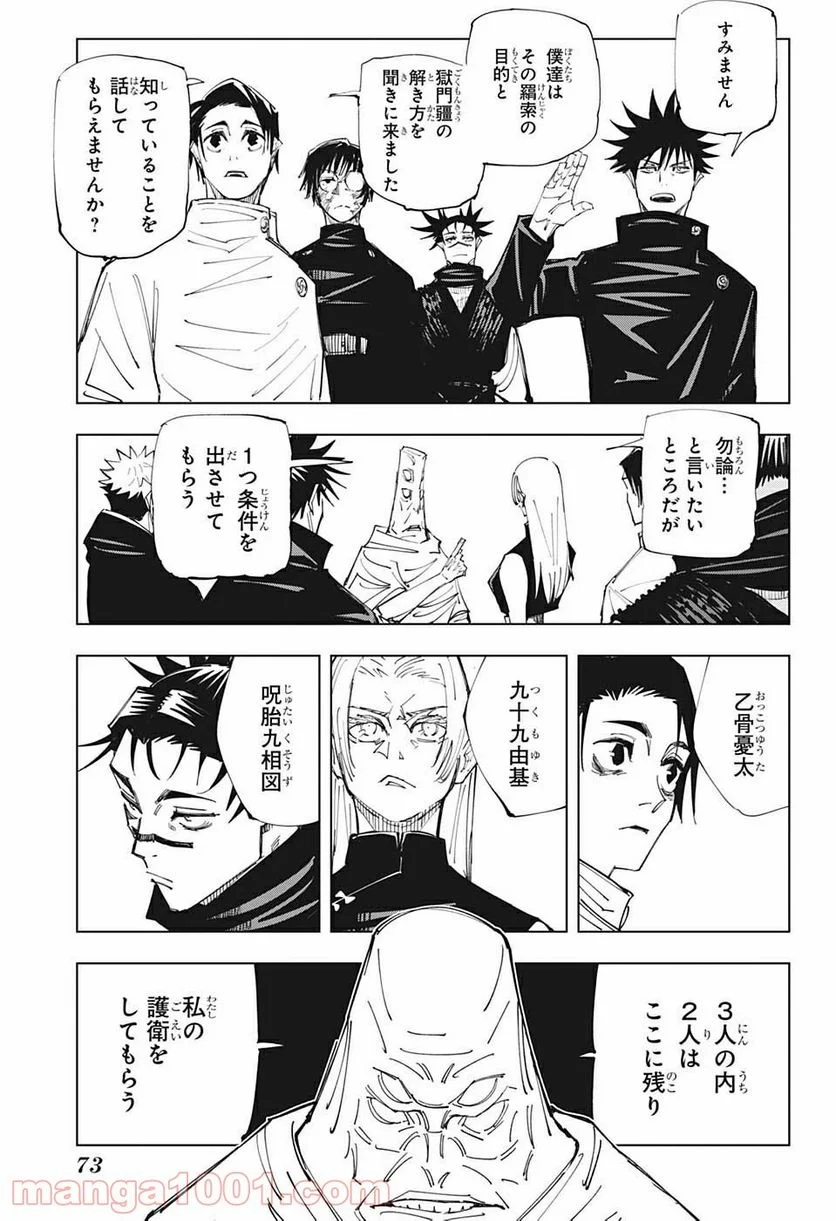 すみません
僕達は
その羂索の
目的と
獄門疆の
解き方を
聞きに来ました
知っていることを
話して
もらえませんか?
勿論…
と言いたい
ところだが
1つ条件を
出させて
もらう
乙骨憂太
九十九由基
呪胎九相図
3人の内
2人は
ここに残り
私の
護衛を
してもらう
73
manga1001.com